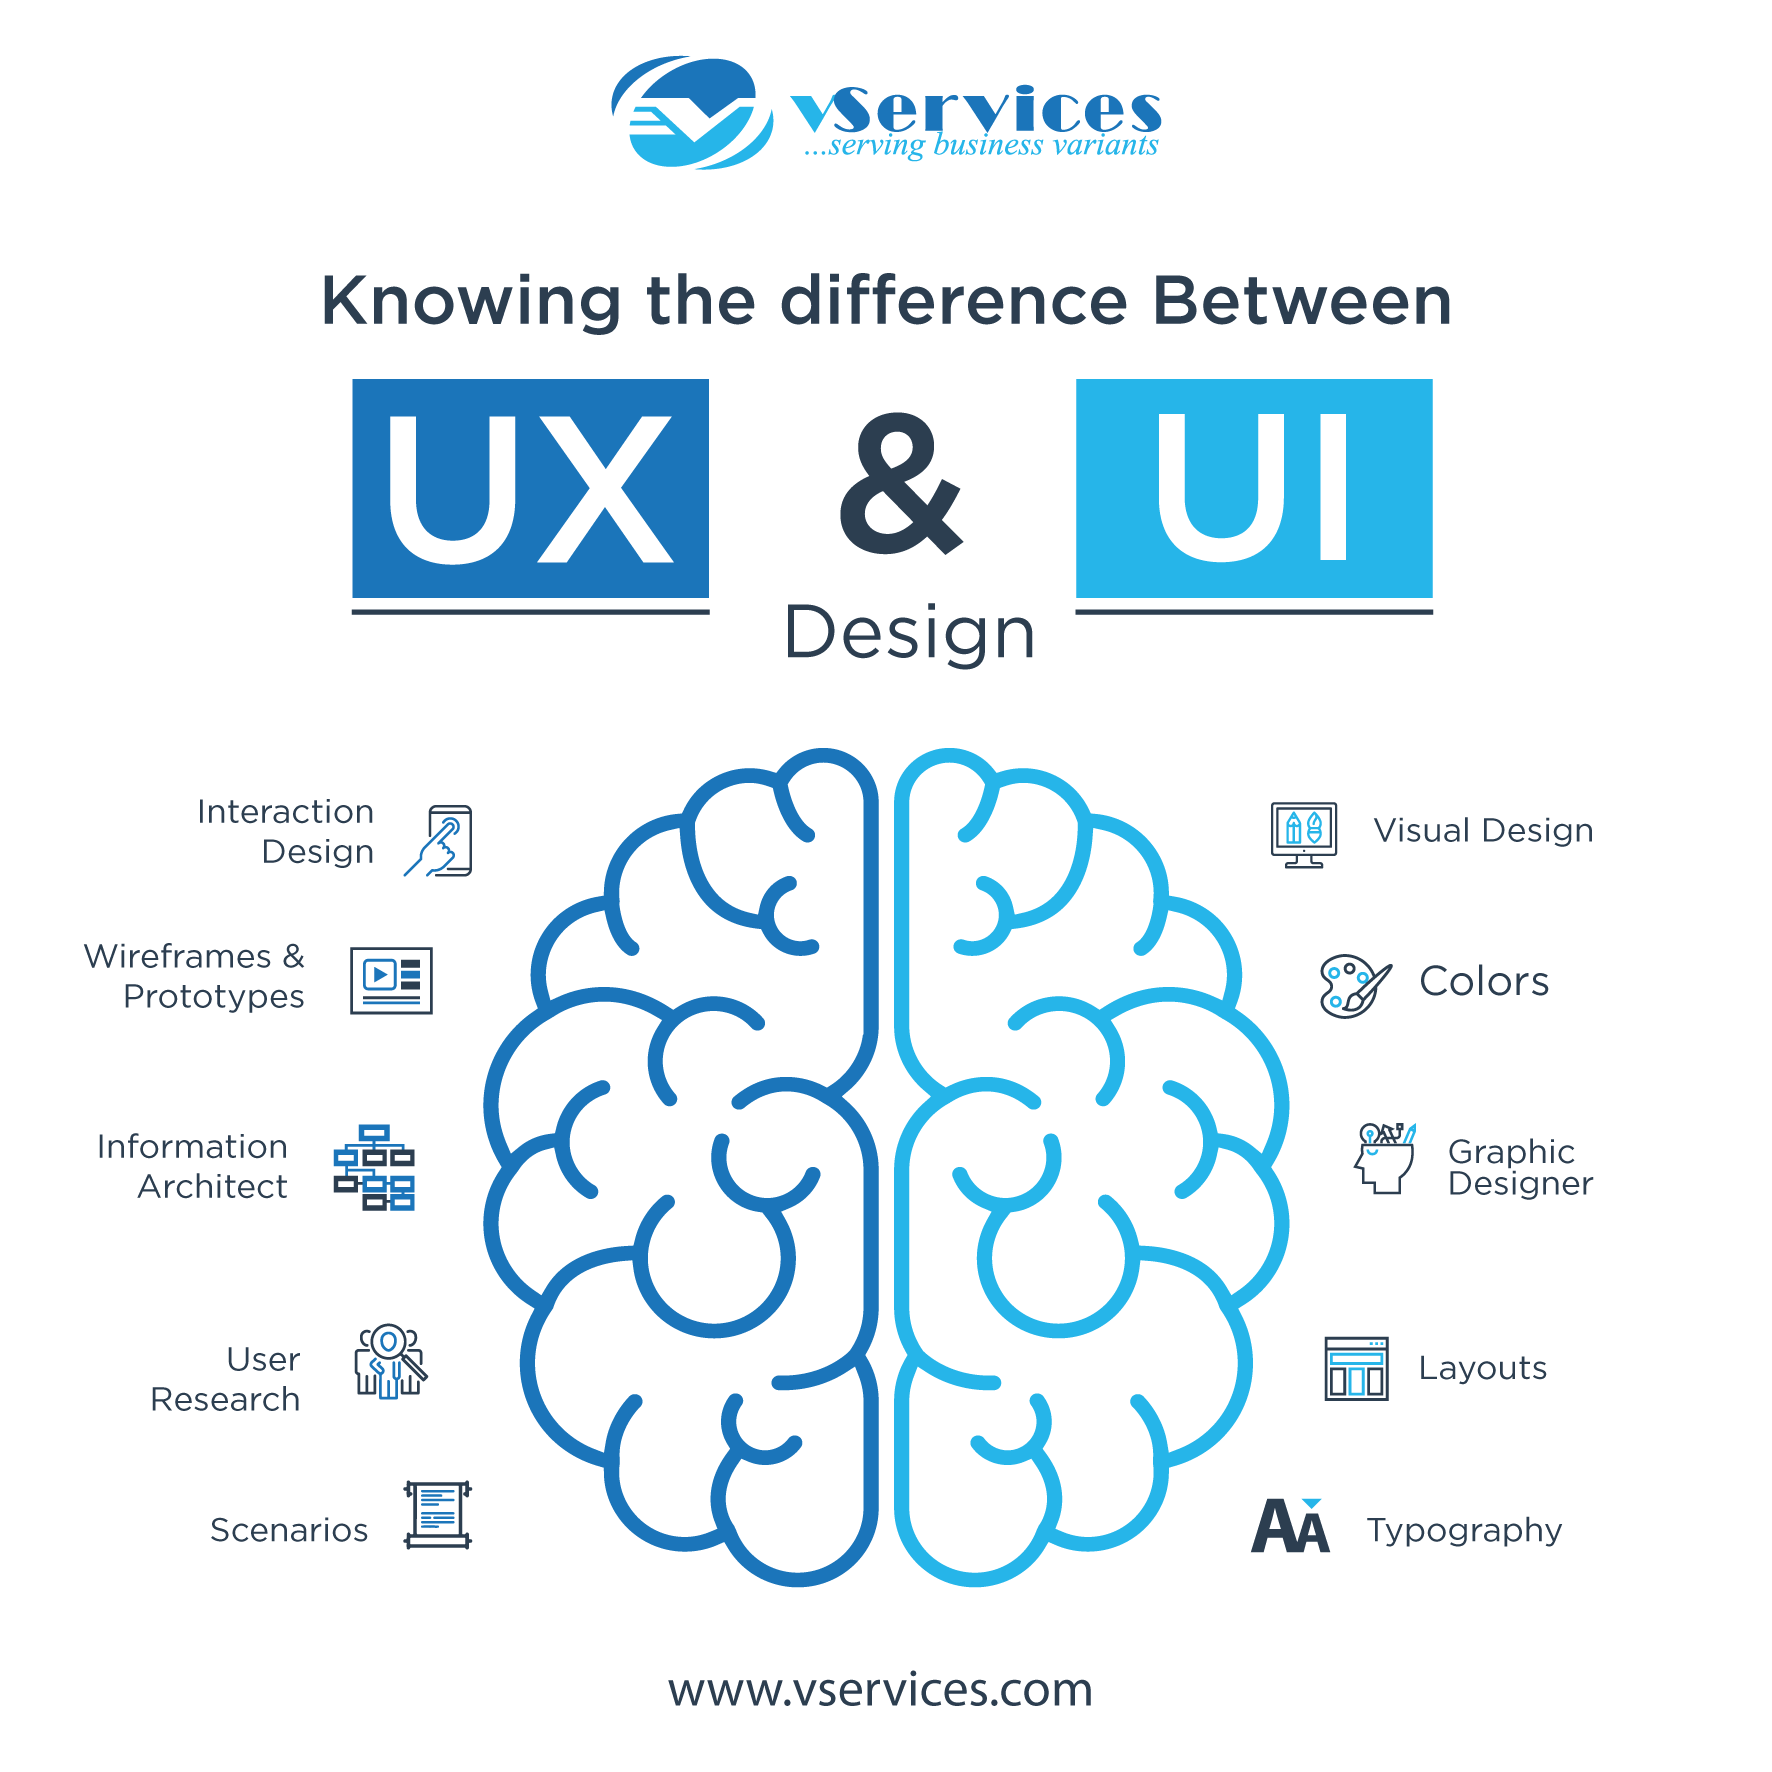 vServices
...serving business variants
Knowing the difference Between
UX & UI
Design
Interaction
Design
Wireframes &
Prototypes
Information
Architect
User
Research
Scenarios
Visual Design
Colors
Graphic
Designer
Layouts
AA
Typography
www.vservices.com